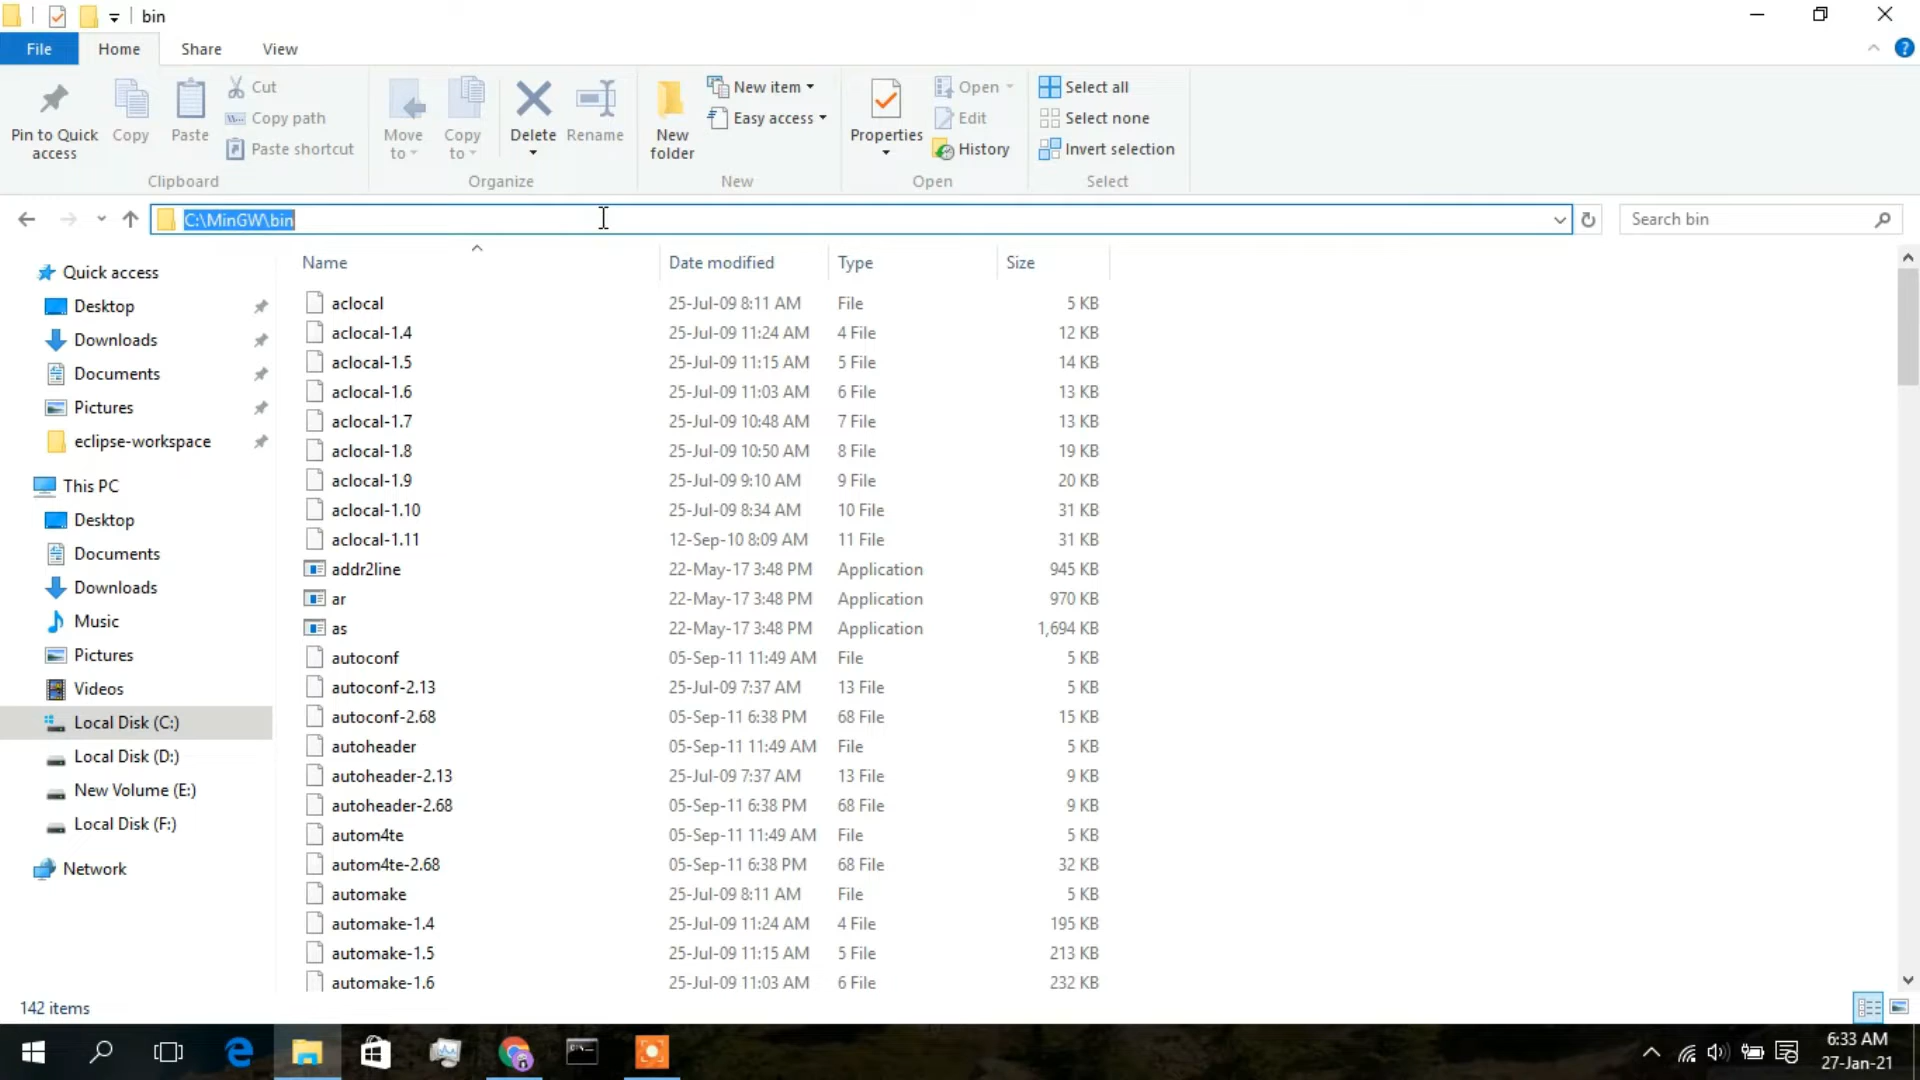 bin
File Home Share View
Pin to Quick access
Copy
Paste
Cut
Copy path
Paste shortcut
Clipboard
Move to
Copy to
Delete
Rename
Organize
New folder
New item
Easy access
New
Properties
Open
Edit
History
Open
Select all
Select none
Invert selection
Select
C:\MinGW\bin
Search bin
Quick access
Desktop
Downloads
Documents
Pictures
eclipse-workspace
This PC
Desktop
Documents
Downloads
Music
Pictures
Videos
Local Disk (C:)
Local Disk (D:)
New Volume (E:)
Local Disk (F:)
Network
Name Date modified Type Size
aclocal 25-Jul-09 8:11 AM File 5 KB
aclocal-1.4 25-Jul-09 11:24 AM 4 File 12 KB
aclocal-1.5 25-Jul-09 11:15 AM 5 File 14 KB
aclocal-1.6 25-Jul-09 11:03 AM 6 File 13 KB
aclocal-1.7 25-Jul-09 10:48 AM 7 File 13 KB
aclocal-1.8 25-Jul-09 10:50 AM 8 File 19 KB
aclocal-1.9 25-Jul-09 9:10 AM 9 File 20 KB
aclocal-1.10 25-Jul-09 8:34 AM 10 File 31 KB
aclocal-1.11 12-Sep-10 8:09 AM 11 File 31 KB
addr2line 22-May-17 3:48 PM Application 945 KB
ar 22-May-17 3:48 PM Application 970 KB
as 22-May-17 3:48 PM Application 1,694 KB
autoconf 05-Sep-11 11:49 AM File 5 KB
autoconf-2.13 25-Jul-09 7:37 AM 13 File 5 KB
autoconf-2.68 05-Sep-11 6:38 PM 68 File 15 KB
autoheader 05-Sep-11 11:49 AM File 5 KB
autoheader-2.13 25-Jul-09 7:37 AM 13 File 9 KB
autoheader-2.68 05-Sep-11 6:38 PM 68 File 9 KB
autom4te 05-Sep-11 11:49 AM File 5 KB
autom4te-2.68 05-Sep-11 6:38 PM 68 File 32 KB
automake 25-Jul-09 8:11 AM File 5 KB
automake-1.4 25-Jul-09 11:24 AM 4 File 195 KB
automake-1.5 25-Jul-09 11:15 AM 5 File 213 KB
automake-1.6 25-Jul-09 11:03 AM 6 File 232 KB
142 items
6:33 AM
27-Jan-21